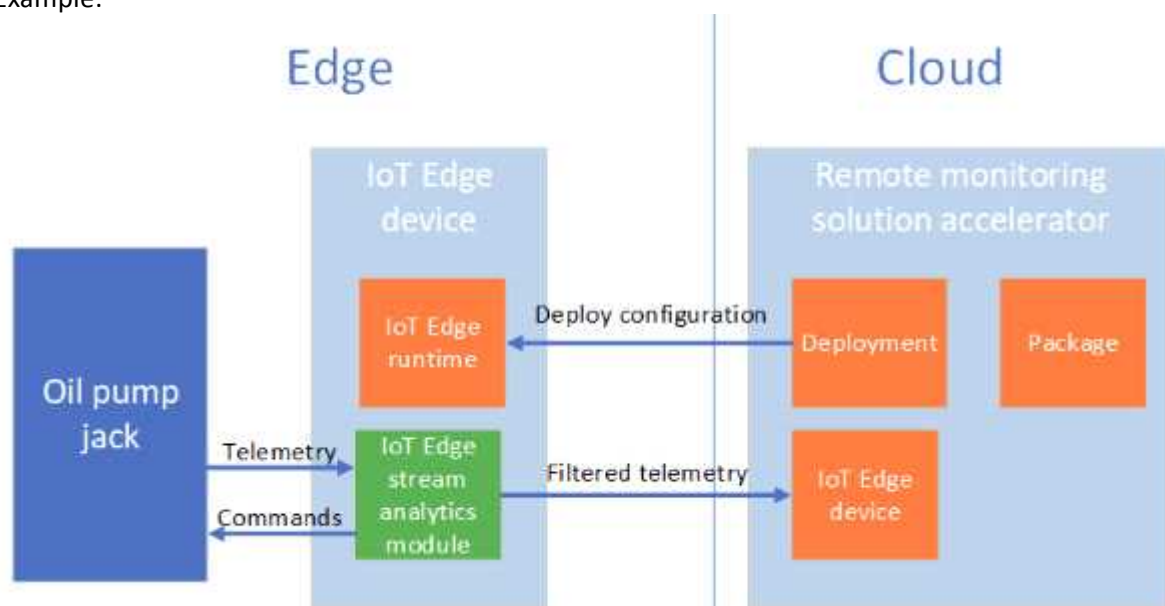 Example:
Edge
Cloud
IoT Edge
device
Remote monitoring
solution accelerator
Oil pump
jack
IoT Edge
runtime
Deploy configuration
Deployment
Package
Telemetry
Commands
IoT Edge
stream
analytics
module
Filtered telemetry
IoT Edge
device